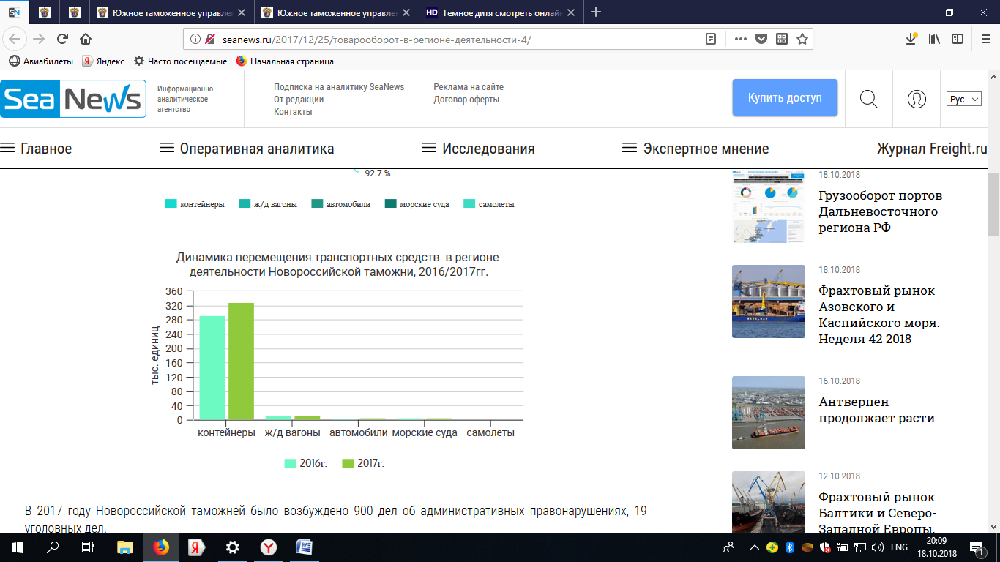 Южное таможенное управлен
Южное таможенное управлен
HD Темное дитя смотреть онлайн
seanews.ru/2017/12/25/товарооборот-в-регионе-деятельности-4/
Авиабилеты
Яндекс
Часто посещаемые
Начальная страница
Sea News
Информационно-
аналитическое
агентство
Подписка на аналитику SeaNews
От редакции
Контакты
Реклама на сайте
Договор оферты
Купить доступ
Рус
Главное
Оперативная аналитика
Исследования
Экспертное мнение
Журнал Freight.ru
92.7 %
контейнеры
ж/д вагоны
автомобили
морские суда
самолеты
Динамика перемещения транспортных средств в регионе
деятельности Новороссийской таможни, 2016/2017гг.
тыс. единиц
360
320
280
240
200
160
120
80
40
0
контейнеры
ж/д вагоны
автомобили
морские суда
самолеты
2016г.
2017г.
В 2017 году Новороссийской таможней было возбуждено 900 дел об административных правонарушениях, 19
уголовных дел.
18.10.2018
Грузооборот портов
Дальневосточного
региона РФ
18.10.2018
Фрахтовый рынок
Азовского и
Каспийского моря.
Неделя 42 2018
16.10.2018
Антверпен
продолжает расти
12.10.2018
Фрахтовый рынок
Балтики и Северо-
Западной Европы.
ENG
20:09
18.10.2018
1